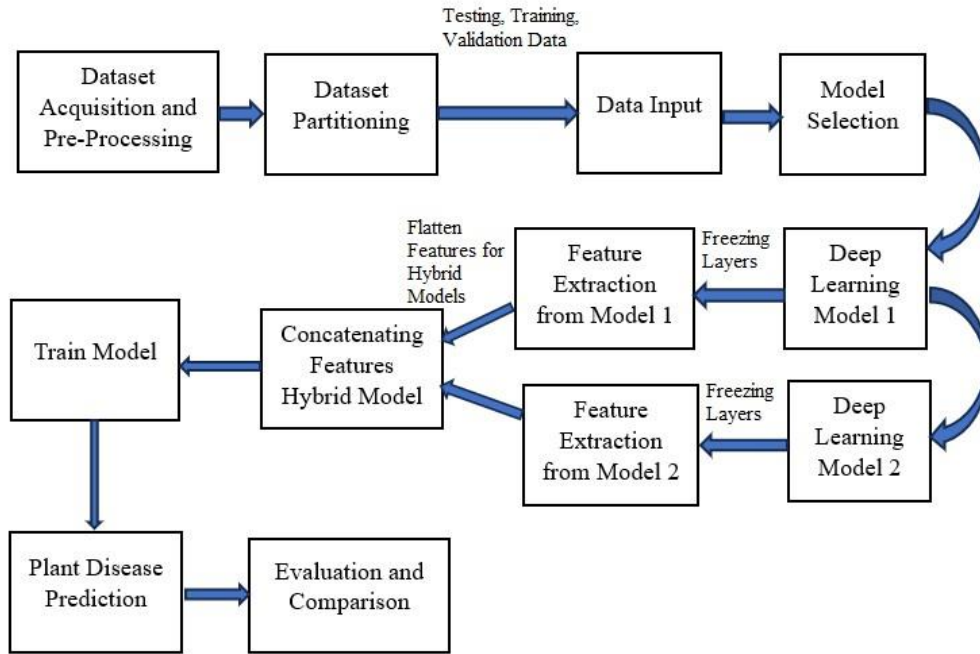 Testing, Training,
Validation Data
Dataset
Acquisition and
Pre-Processing
Dataset
Partitioning
Data Input
Model
Selection
Flatten
Features for
Hybrid
Models
Feature
Extraction
from Model 1
Freezing
Layers
Deep
Learning
Model 1
Train Model
Concatenating
Features
Hybrid Model
Feature
Extraction
from Model 2
Freezing
Layers
Deep
Learning
Model 2
Plant Disease
Prediction
Evaluation and
Comparison